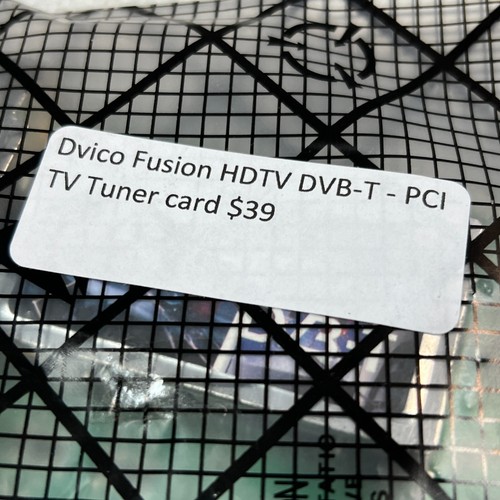 Dvico Fusion HDTV DVB-T - PCI
TV Tuner card $39